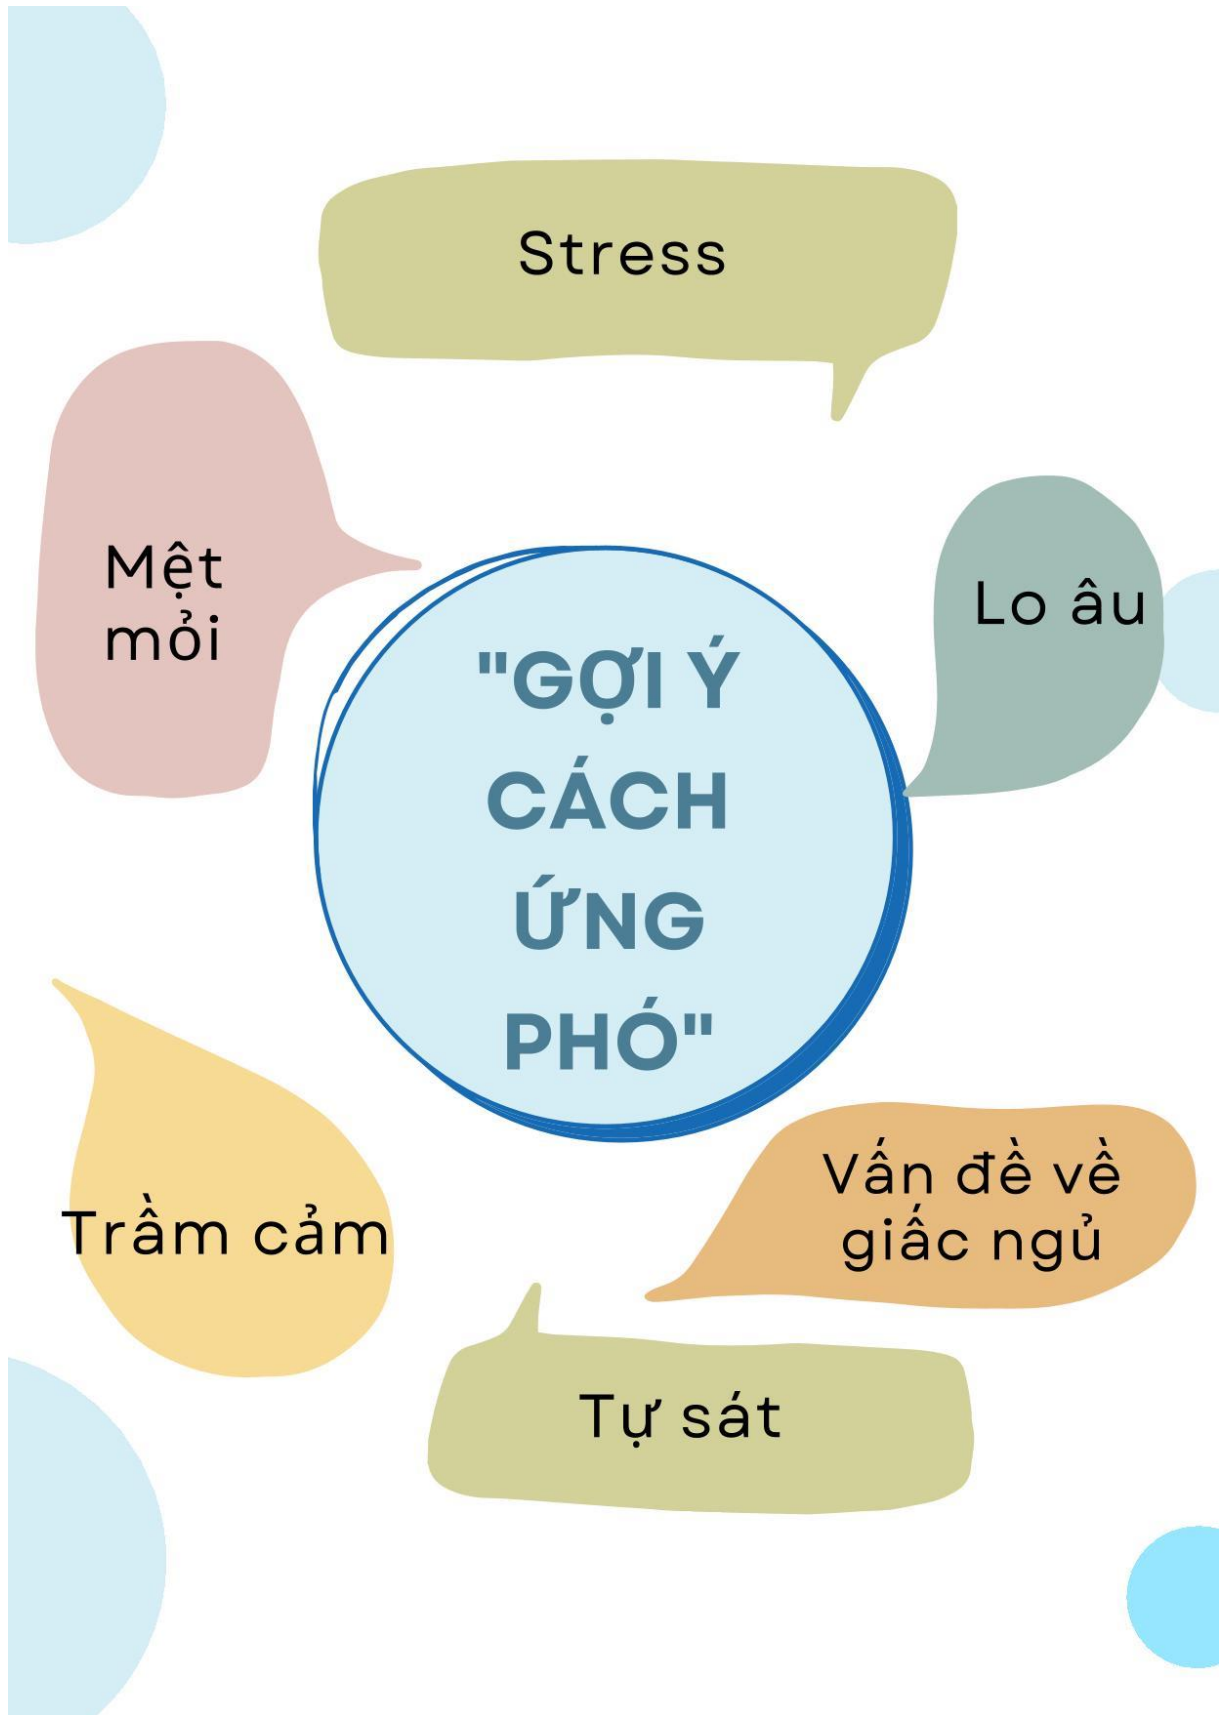 Stress
Mệt
mỏi
Lo âu
"GỢI Ý
CÁCH
ỨNG
PHÓ"
Trầm cảm
Vấn đề về
giấc ngủ
Tự sát